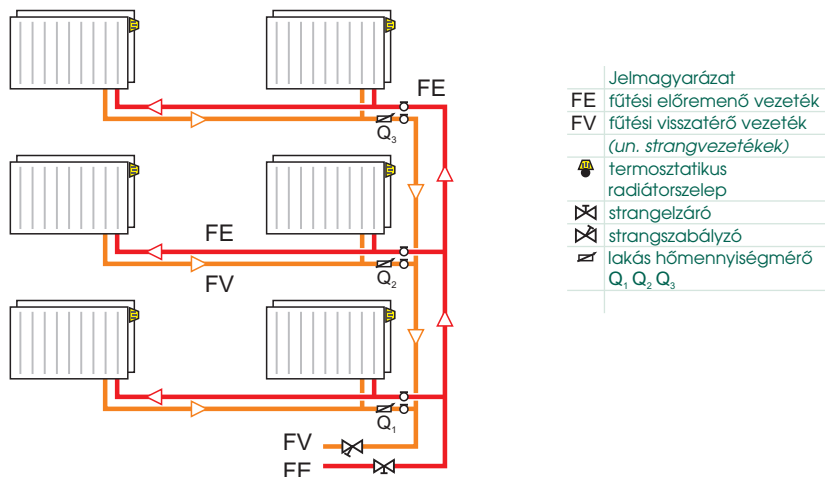 FE
Q₃
FE
FV
Q₂
Q₁
FV
FE
Jelmagyarázat
FE fűtési előremenő vezeték
FV fűtési visszatérő vezeték
(un. strangvezetékek)
termosztatikus
radiátorszelep
strangelzáró
strangszabályzó
lakás hőmennyiségmérő
Q₁ Q₂ Q₃